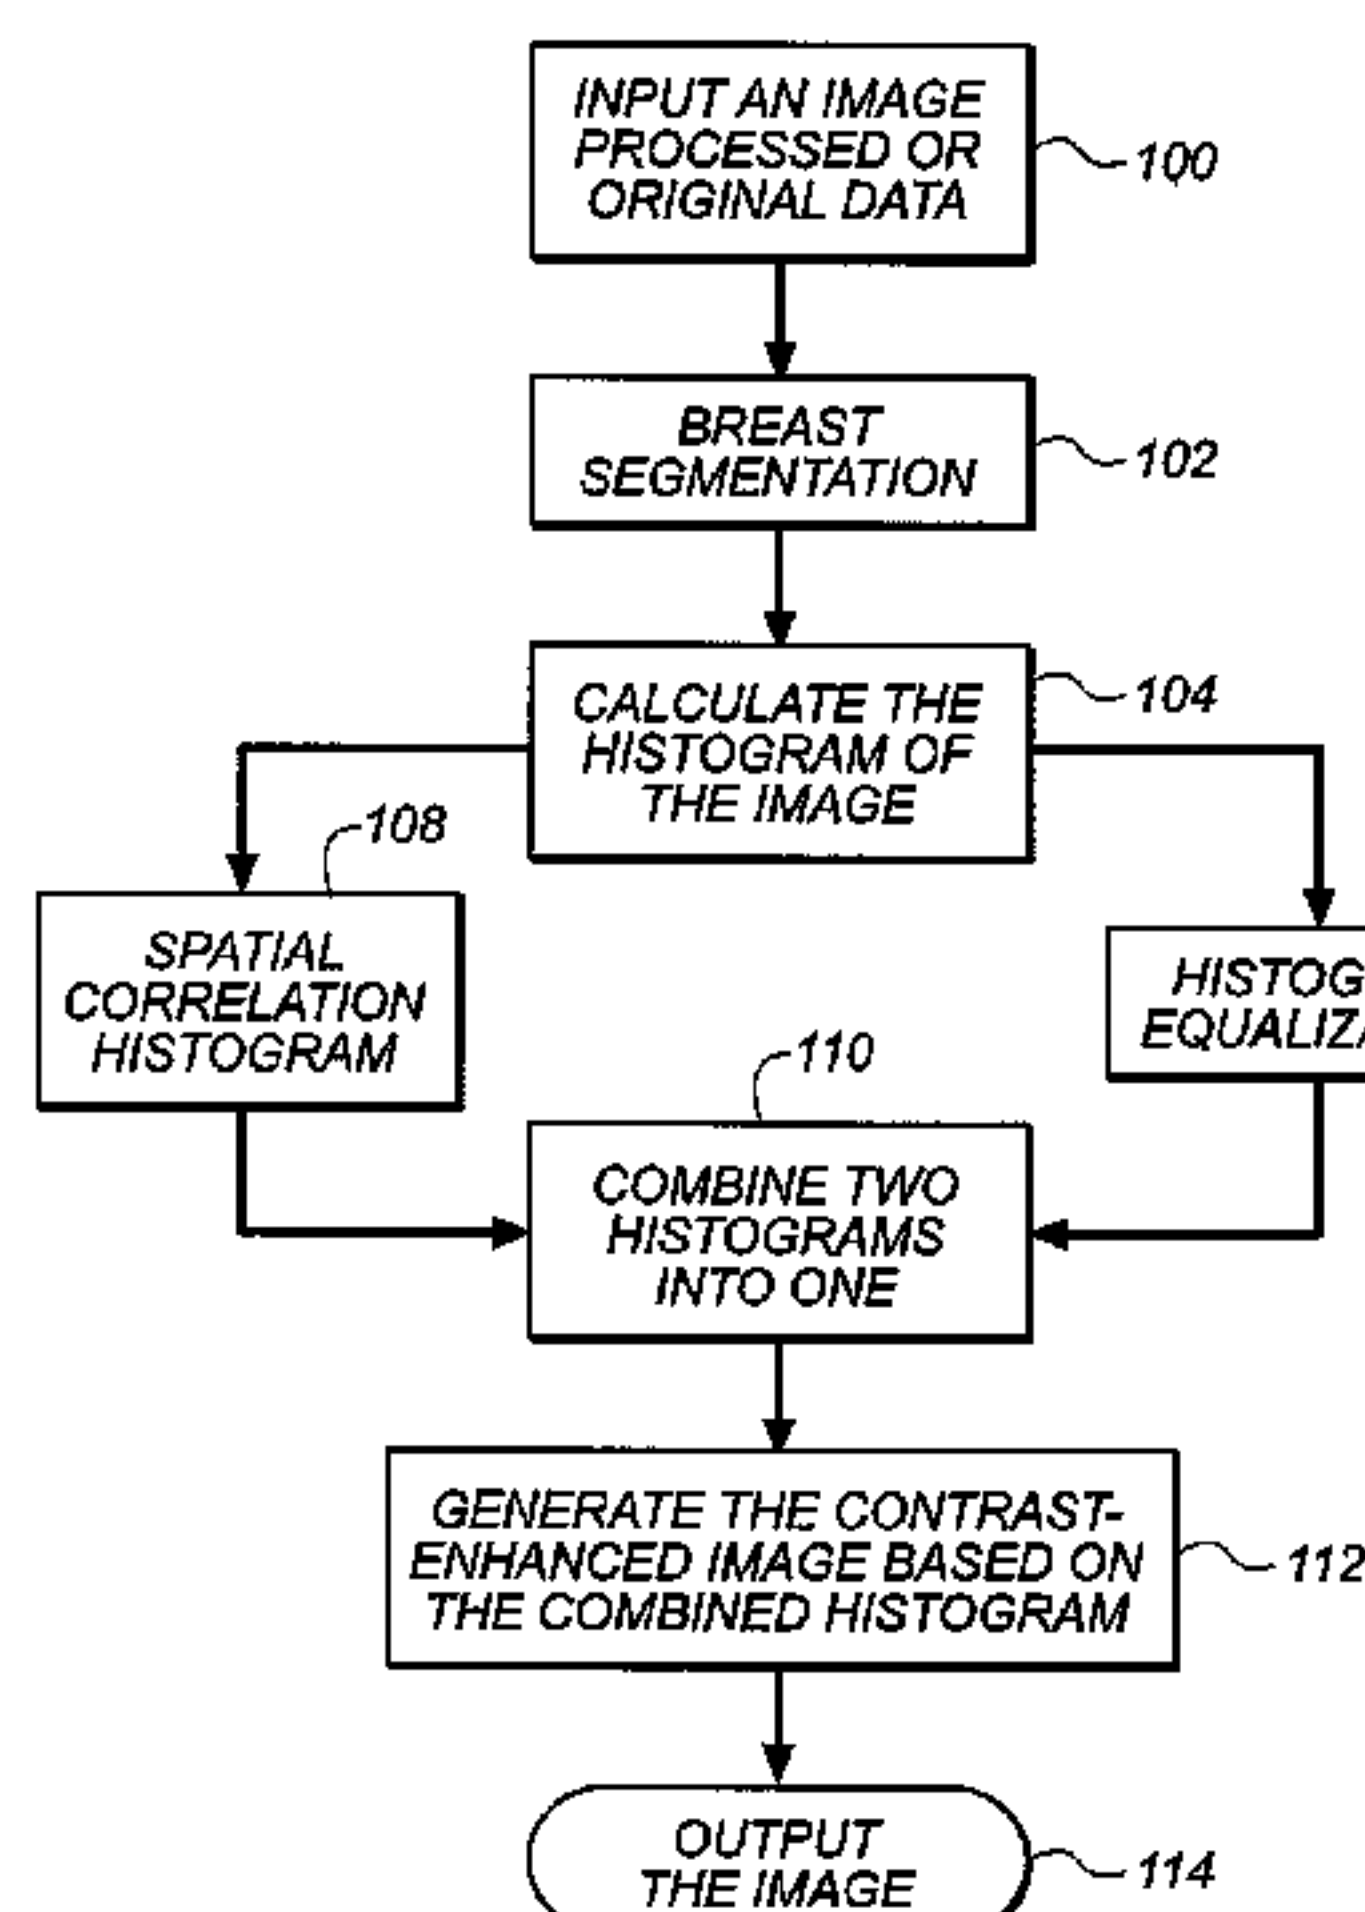 INPUT AN IMAGE
PROCESSED OR
ORIGINAL DATA
100
BREAST
SEGMENTATION
102
CALCULATE THE
HISTOGRAM OF
THE IMAGE
104
108
SPATIAL
CORRELATION
HISTOGRAM
110
COMBINE TWO
HISTOGRAMS
INTO ONE
GENERATE THE CONTRAST-
ENHANCED IMAGE BASED ON
THE COMBINED HISTOGRAM
112
OUTPUT
THE IMAGE
114